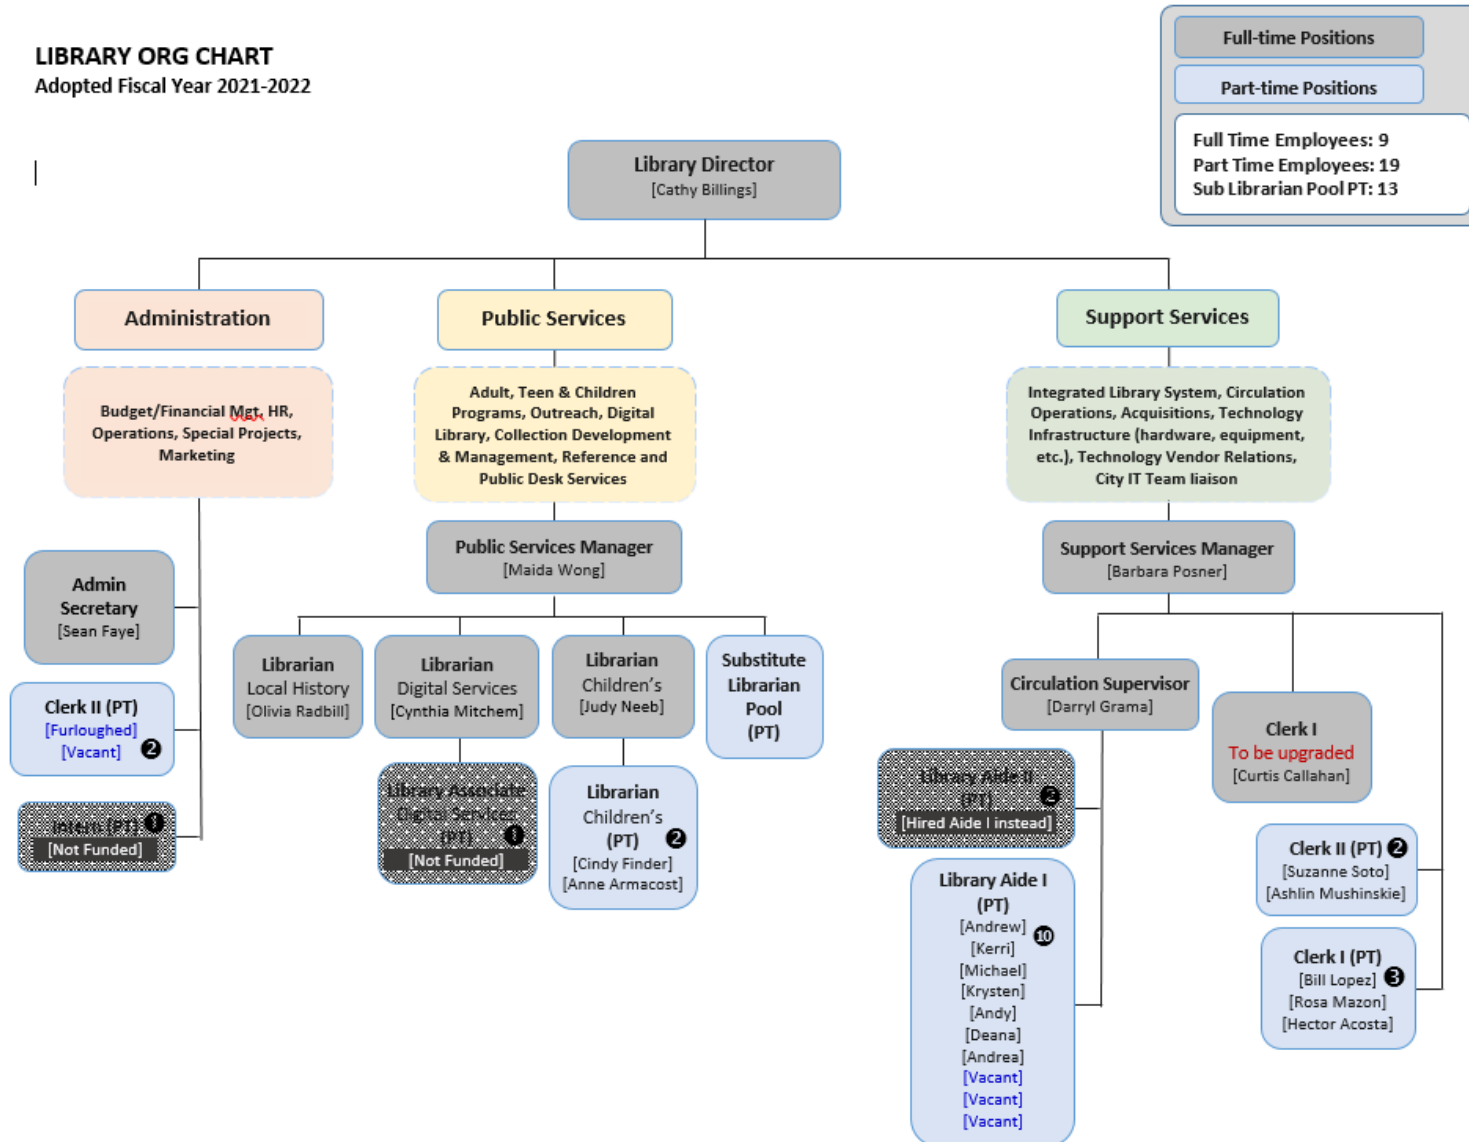 LIBRARY ORG CHART
Adopted Fiscal Year 2021-2022
Full-time Positions
Part-time Positions
Full Time Employees: 9
Part Time Employees: 19
Sub Librarian Pool PT: 13
Library Director
[Cathy Billings]
Administration
Budget/Financial Mgt, HR,
Operations, Special Projects,
Marketing
Admin
Secretary
[Sean Faye]
Clerk II (PT)
[Furloughed]
[Vacant] 2
Intern (PT) 1
[Not Funded]
Public Services
Adult, Teen & Children
Programs, Outreach, Digital
Library, Collection Development
& Management, Reference and
Public Desk Services
Public Services Manager
[Maida Wong]
Librarian
Local History
[Olivia Radbill]
Librarian
Digital Services
[Cynthia Mitchem]
Library Associate
Digital Services
(PT) 1
[Not Funded]
Librarian
Children's
[Judy Neeb]
Librarian
Children's
(PT) 2
[Cindy Finder]
[Anne Armacost]
Substitute
Librarian
Pool
(PT)
Support Services
Integrated Library System, Circulation
Operations, Acquisitions, Technology
Infrastructure (hardware, equipment,
etc.), Technology Vendor Relations,
City IT Team liaison
Support Services Manager
[Barbara Posner]
Circulation Supervisor
[Darryl Grama]
Library Aide II
(PT) 2
[Hired Aide I instead]
Library Aide I
(PT)
[Andrew] 10
[Kerri]
[Michael]
[Krysten]
[Andy]
[Deana]
[Andrea]
[Vacant]
[Vacant]
[Vacant]
Clerk I
To be upgraded
[Curtis Callahan]
Clerk II (PT) 2
[Suzanne Soto]
[Ashlin Mushinskie]
Clerk I (PT)
[Bill Lopez] 3
[Rosa Mazon]
[Hector Acosta]